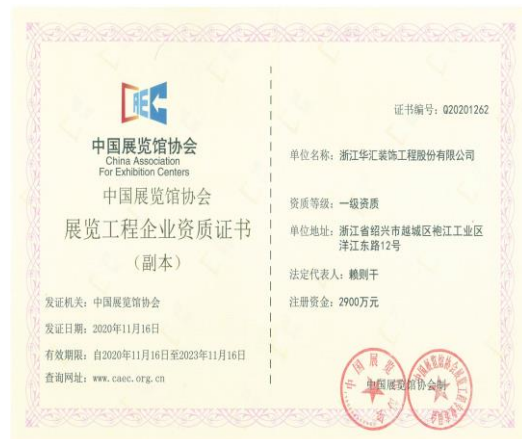 中国展览馆协会
China Association
For Exhibition Centers
中国展览馆协会
展览工程企业资质证书
（副本）
发证机关：中国展览馆协会
发证日期：2020年11月16日
有效期限：自2020年11月16日至2023年11月16日
查询网址：www.caec.org.cn
证书编号：Q20201262
单位名称：浙江华汇装饰工程股份有限公司
资质等级：一级资质
单位地址：浙江省绍兴市越城区袍江工业区
洋江东路12号
法定代表人：赖则干
注册资金：2900万元
中国展览馆协会制